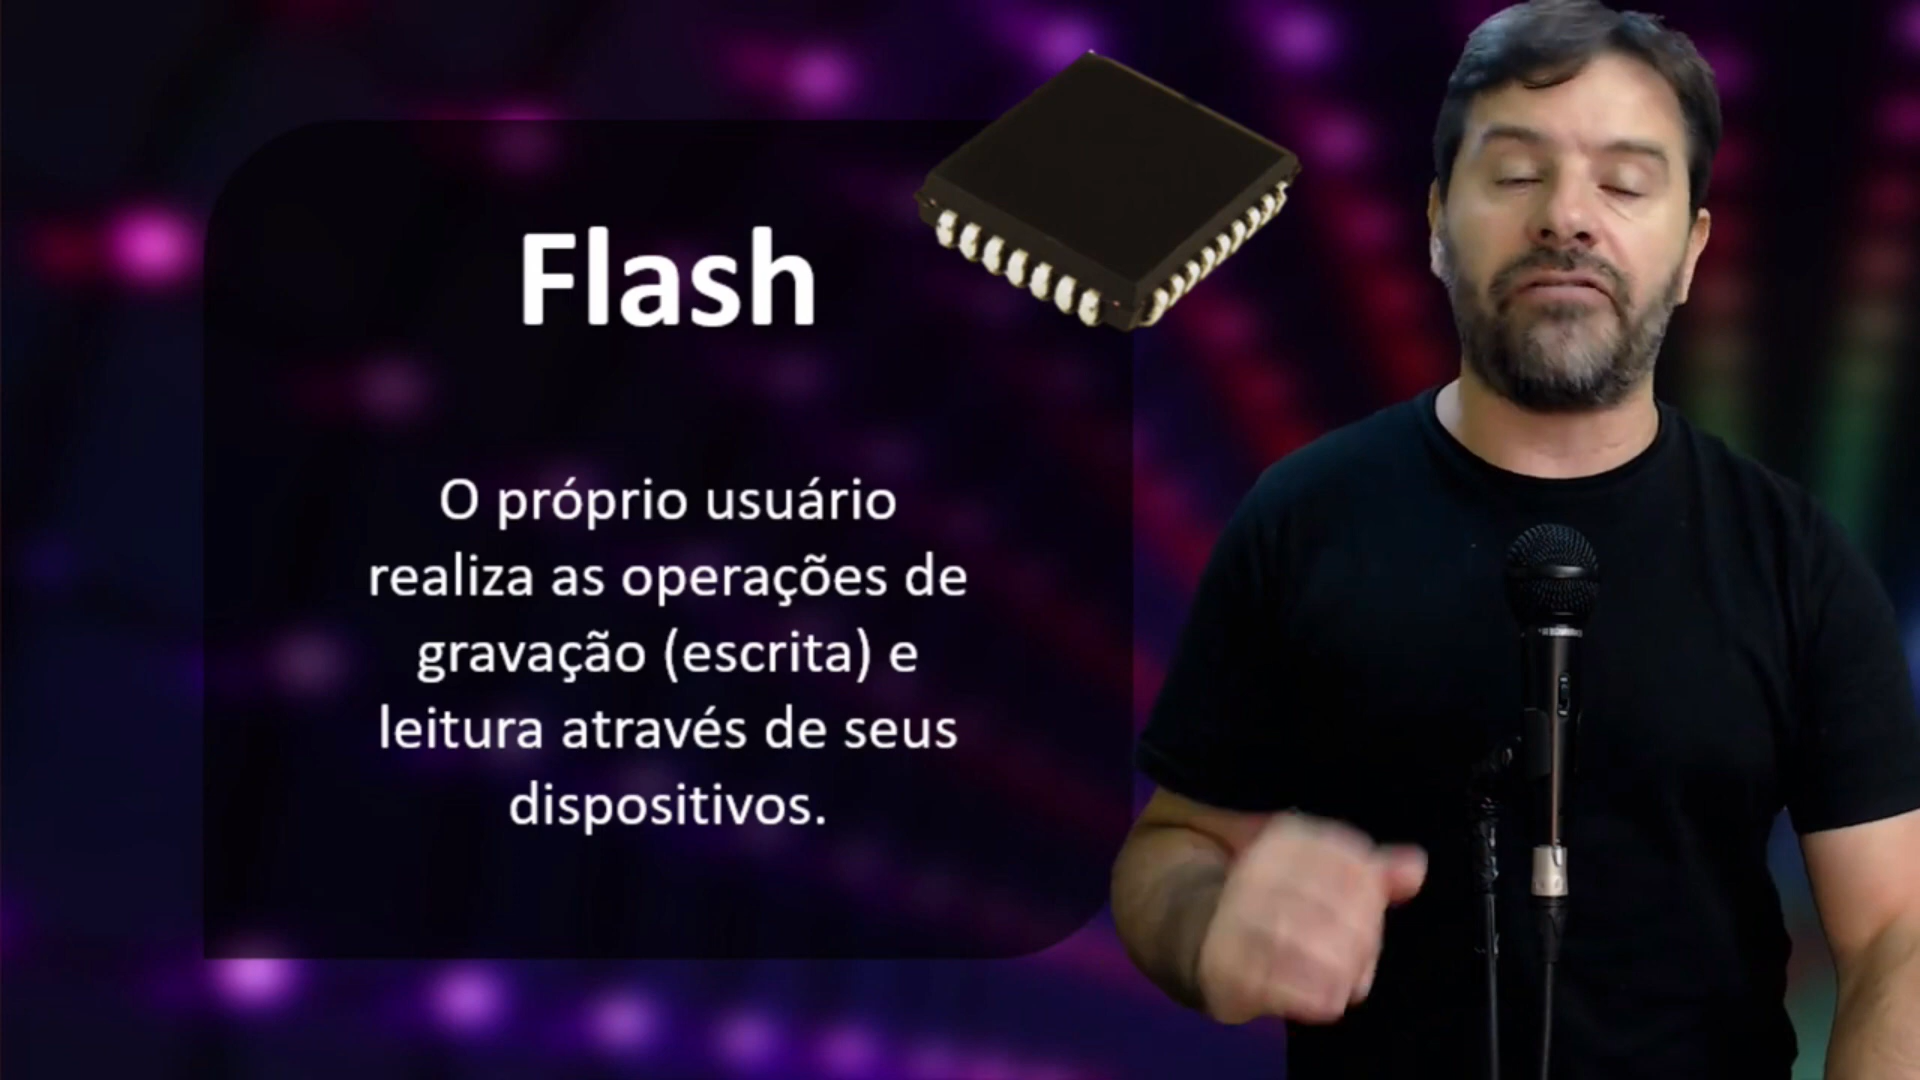 Flash
O próprio usuário
realiza as operações de
gravação (escrita) e
leitura através de seus
dispositivos.